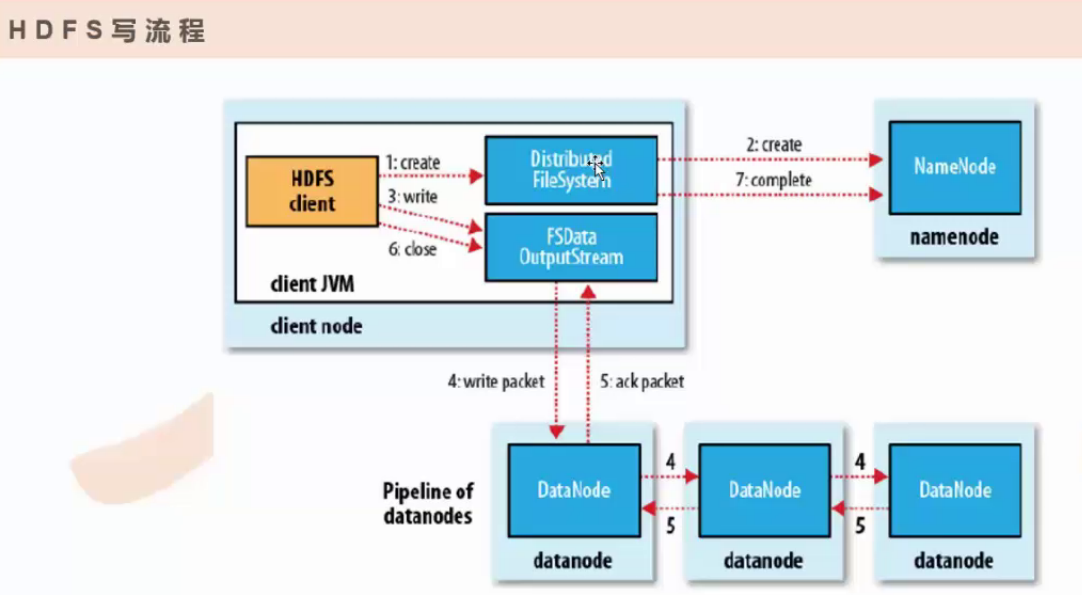 HDFS写流程
HDFS
client
1: create
3: write
6: close
Distributed
FileSystem
FSData
OutputStream
client JVM
client node
2: create
7: complete
NameNode
namenode
4: write packet
5: ack packet
Pipeline of
datanodes
DataNode
datanode
4
5
DataNode
datanode
4
5
DataNode
datanode